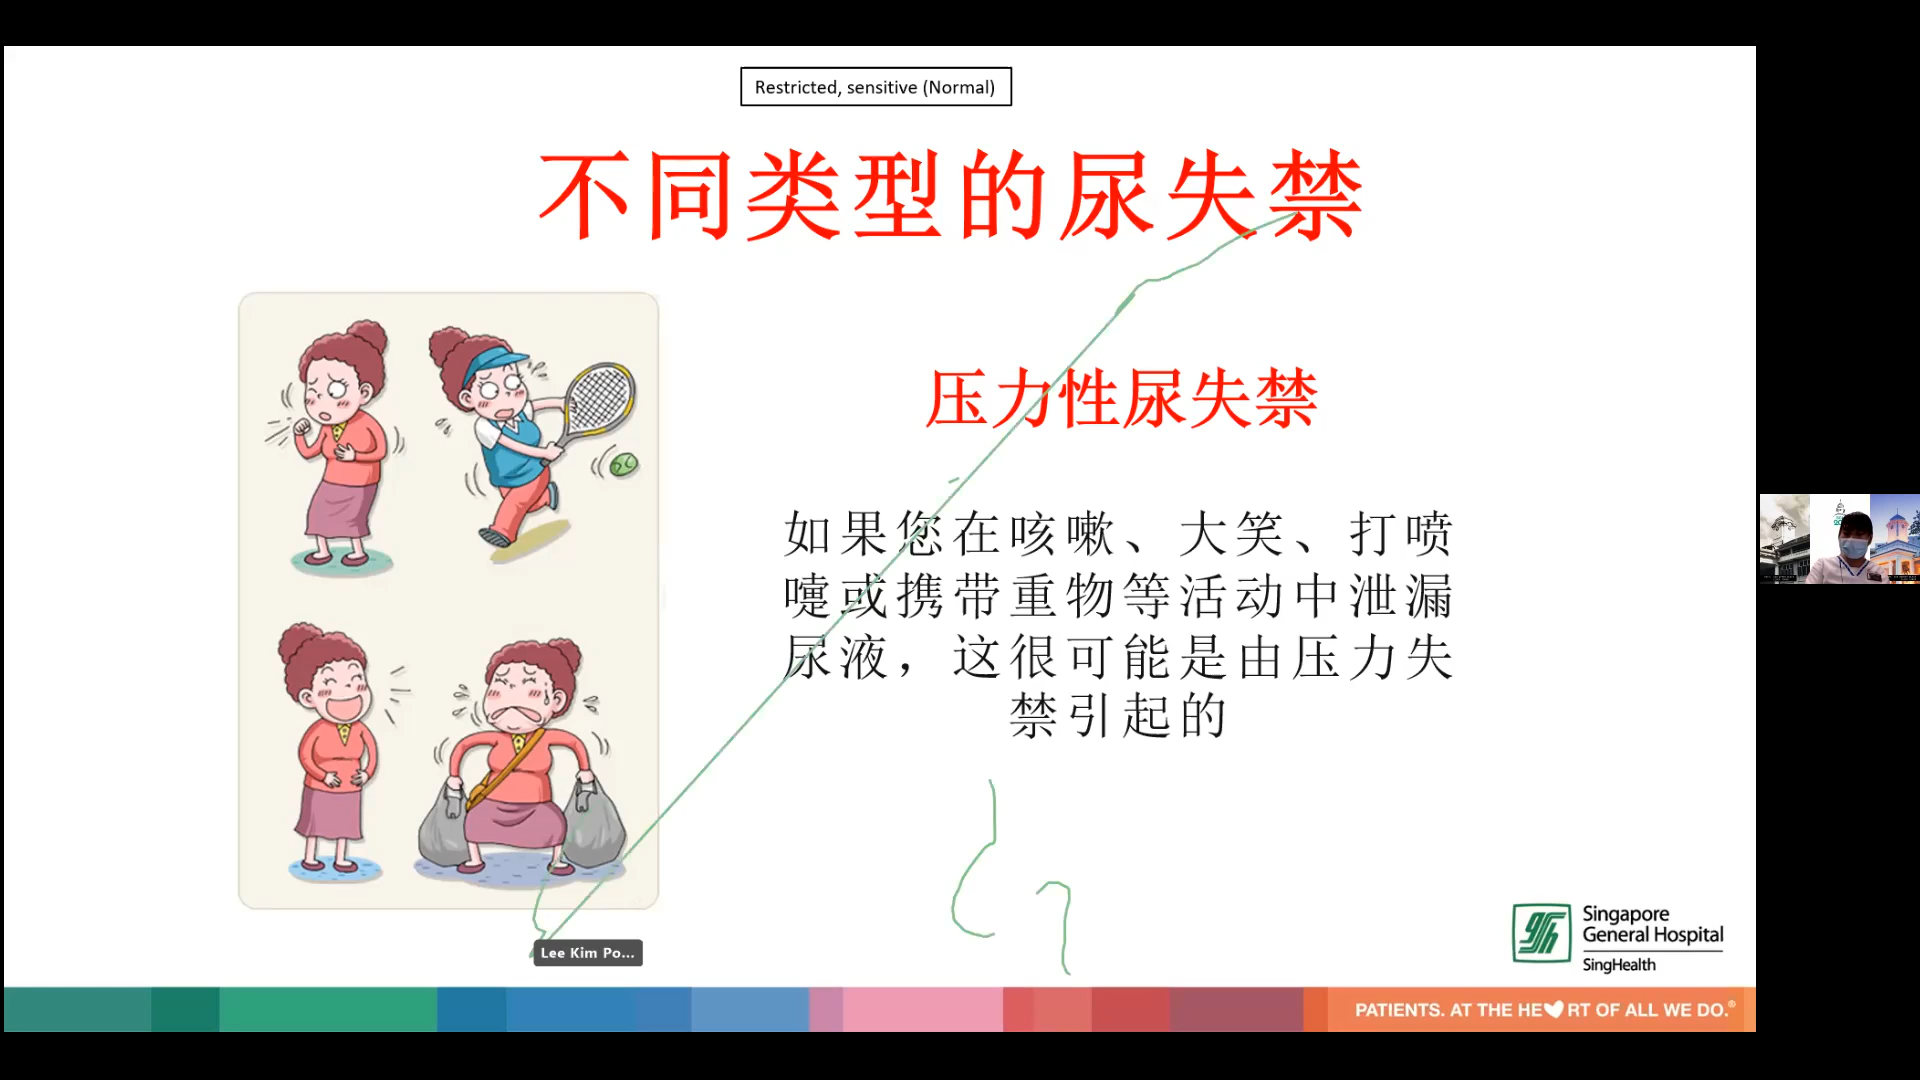 Restricted, sensitive (Normal)
不同类型的尿失禁
压力性尿失禁
如果您在咳嗽、大笑、打喷
嚏或携带重物等活动中泄漏
尿液，这很可能是由压力失
禁引起的
Lee Kim Po...
Singapore
General Hospital
SingHealth
PATIENTS. AT THE HE RT OF ALL WE DO.®